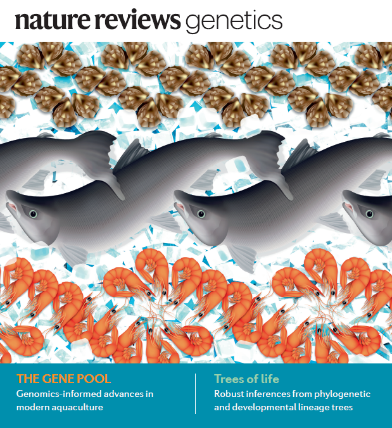 nature reviews genetics
THE GENE POOL
Genomics-informed advances in
modern aquaculture
Trees of life
Robust inferences from phylogenetic
and developmental lineage trees